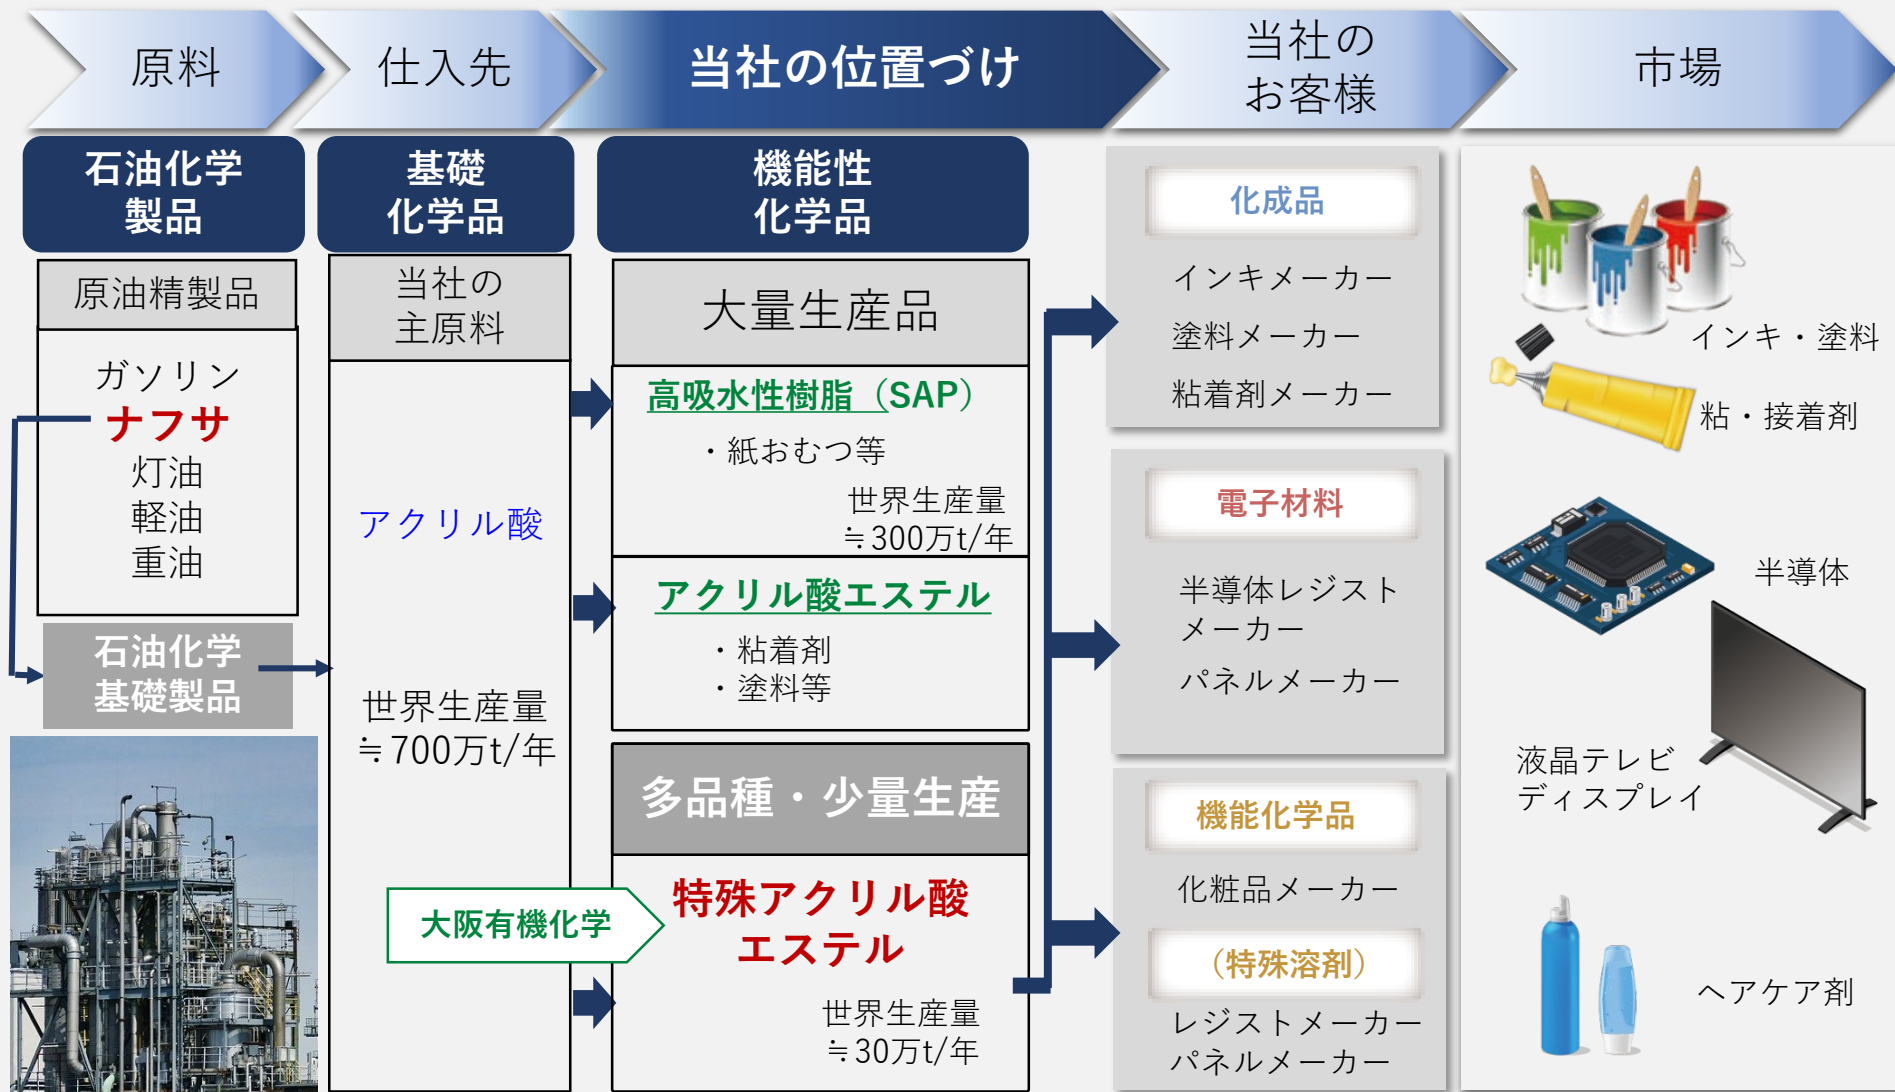 原料
仕入先
当社の位置づけ
当社の
お客様
市場
石油化学
製品
原油精製品
ガソリン
ナフサ
灯油
軽油
重油
石油化学
基礎製品
基礎
化学品
当社の
主原料
アクリル酸
世界生産量
≒700万t/年
機能性
化学品
大量生産品
高吸水性樹脂（SAP）
・紙おむつ等
世界生産量
≒300万t/年
アクリル酸エステル
・粘着剤
・塗料等
多品種・少量生産
大阪有機化学
特殊アクリル酸
エステル
世界生産量
≒30万t/年
化成品
インキメーカー
塗料メーカー
粘着剤メーカー
電子材料
半導体レジスト
メーカー
パネルメーカー
機能化学品
化粧品メーカー
（特殊溶剤）
レジストメーカー
パネルメーカー
インキ・塗料
粘・接着剤
半導体
液晶テレビ
ディスプレイ
ヘアケア剤